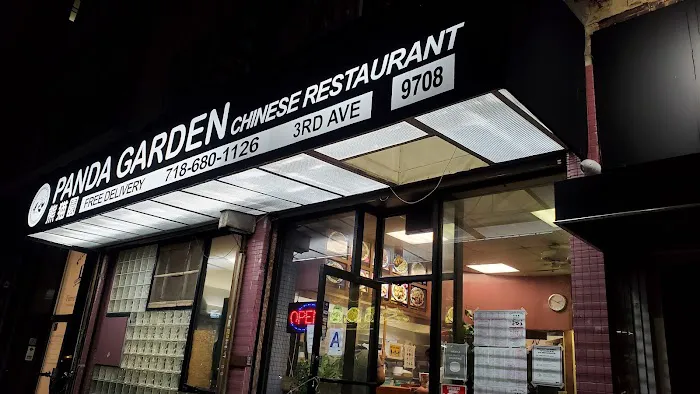 PANDA GARDEN CHINESE RESTAURANT
熊貓園 FREE DELIVERY 718-680-1126 3RD AVE 9708
OPEN
A